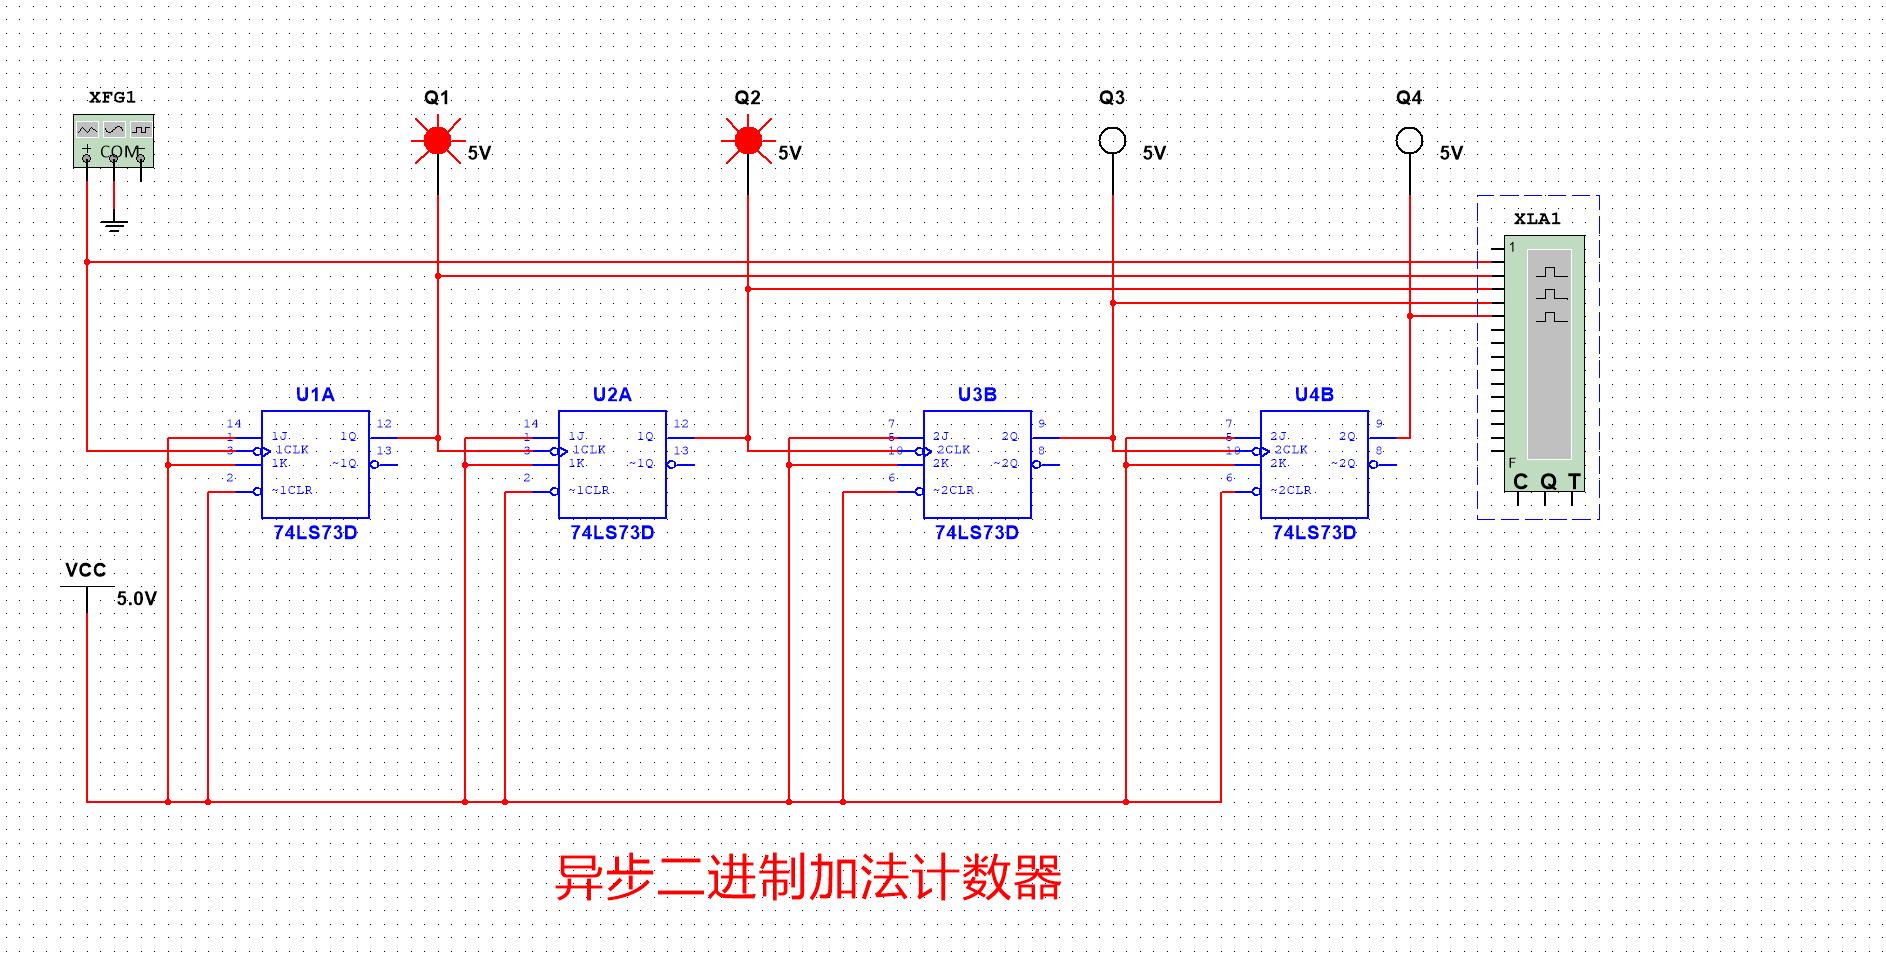 XFG1
COM
Q1
5V
Q2
5V
Q3
5V
Q4
5V
XLA1
1
F
C Q T
U1A
14
1
3
2
1J
1CLK
1K
~1CLR
1Q
~1Q
12
13
74LS73D
U2A
14
1
3
2
1J
1CLK
1K
~1CLR
1Q
~1Q
12
13
74LS73D
U3B
7
5
10
6
2J
2CLK
2K
~2CLR
2Q
~2Q
9
8
74LS73D
U4B
7
5
10
6
2J
2CLK
2K
~2CLR
2Q
~2Q
9
8
74LS73D
VCC
5.0V
异步二进制加法计数器